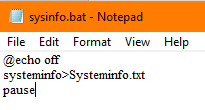 sysinfo.bat - Notepad
File Edit Format View Help
@echo off
systeminfo>Systeminfo.txt
pause